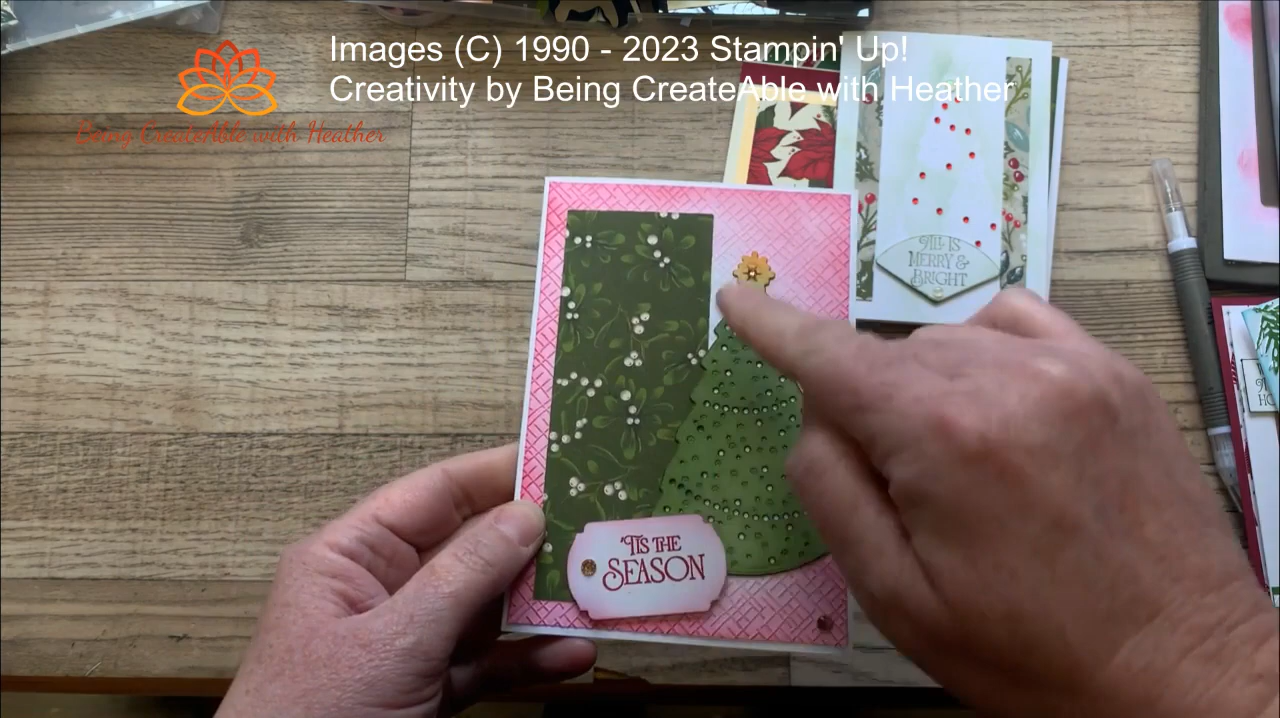 Images (C) 1990 - 2023 Stampin' Up!
Creativity by Being CreateAble with Heather
Being CreateAble with Heather
ALL IS
MERRY &
BRIGHT
'TIS THE
SEASON